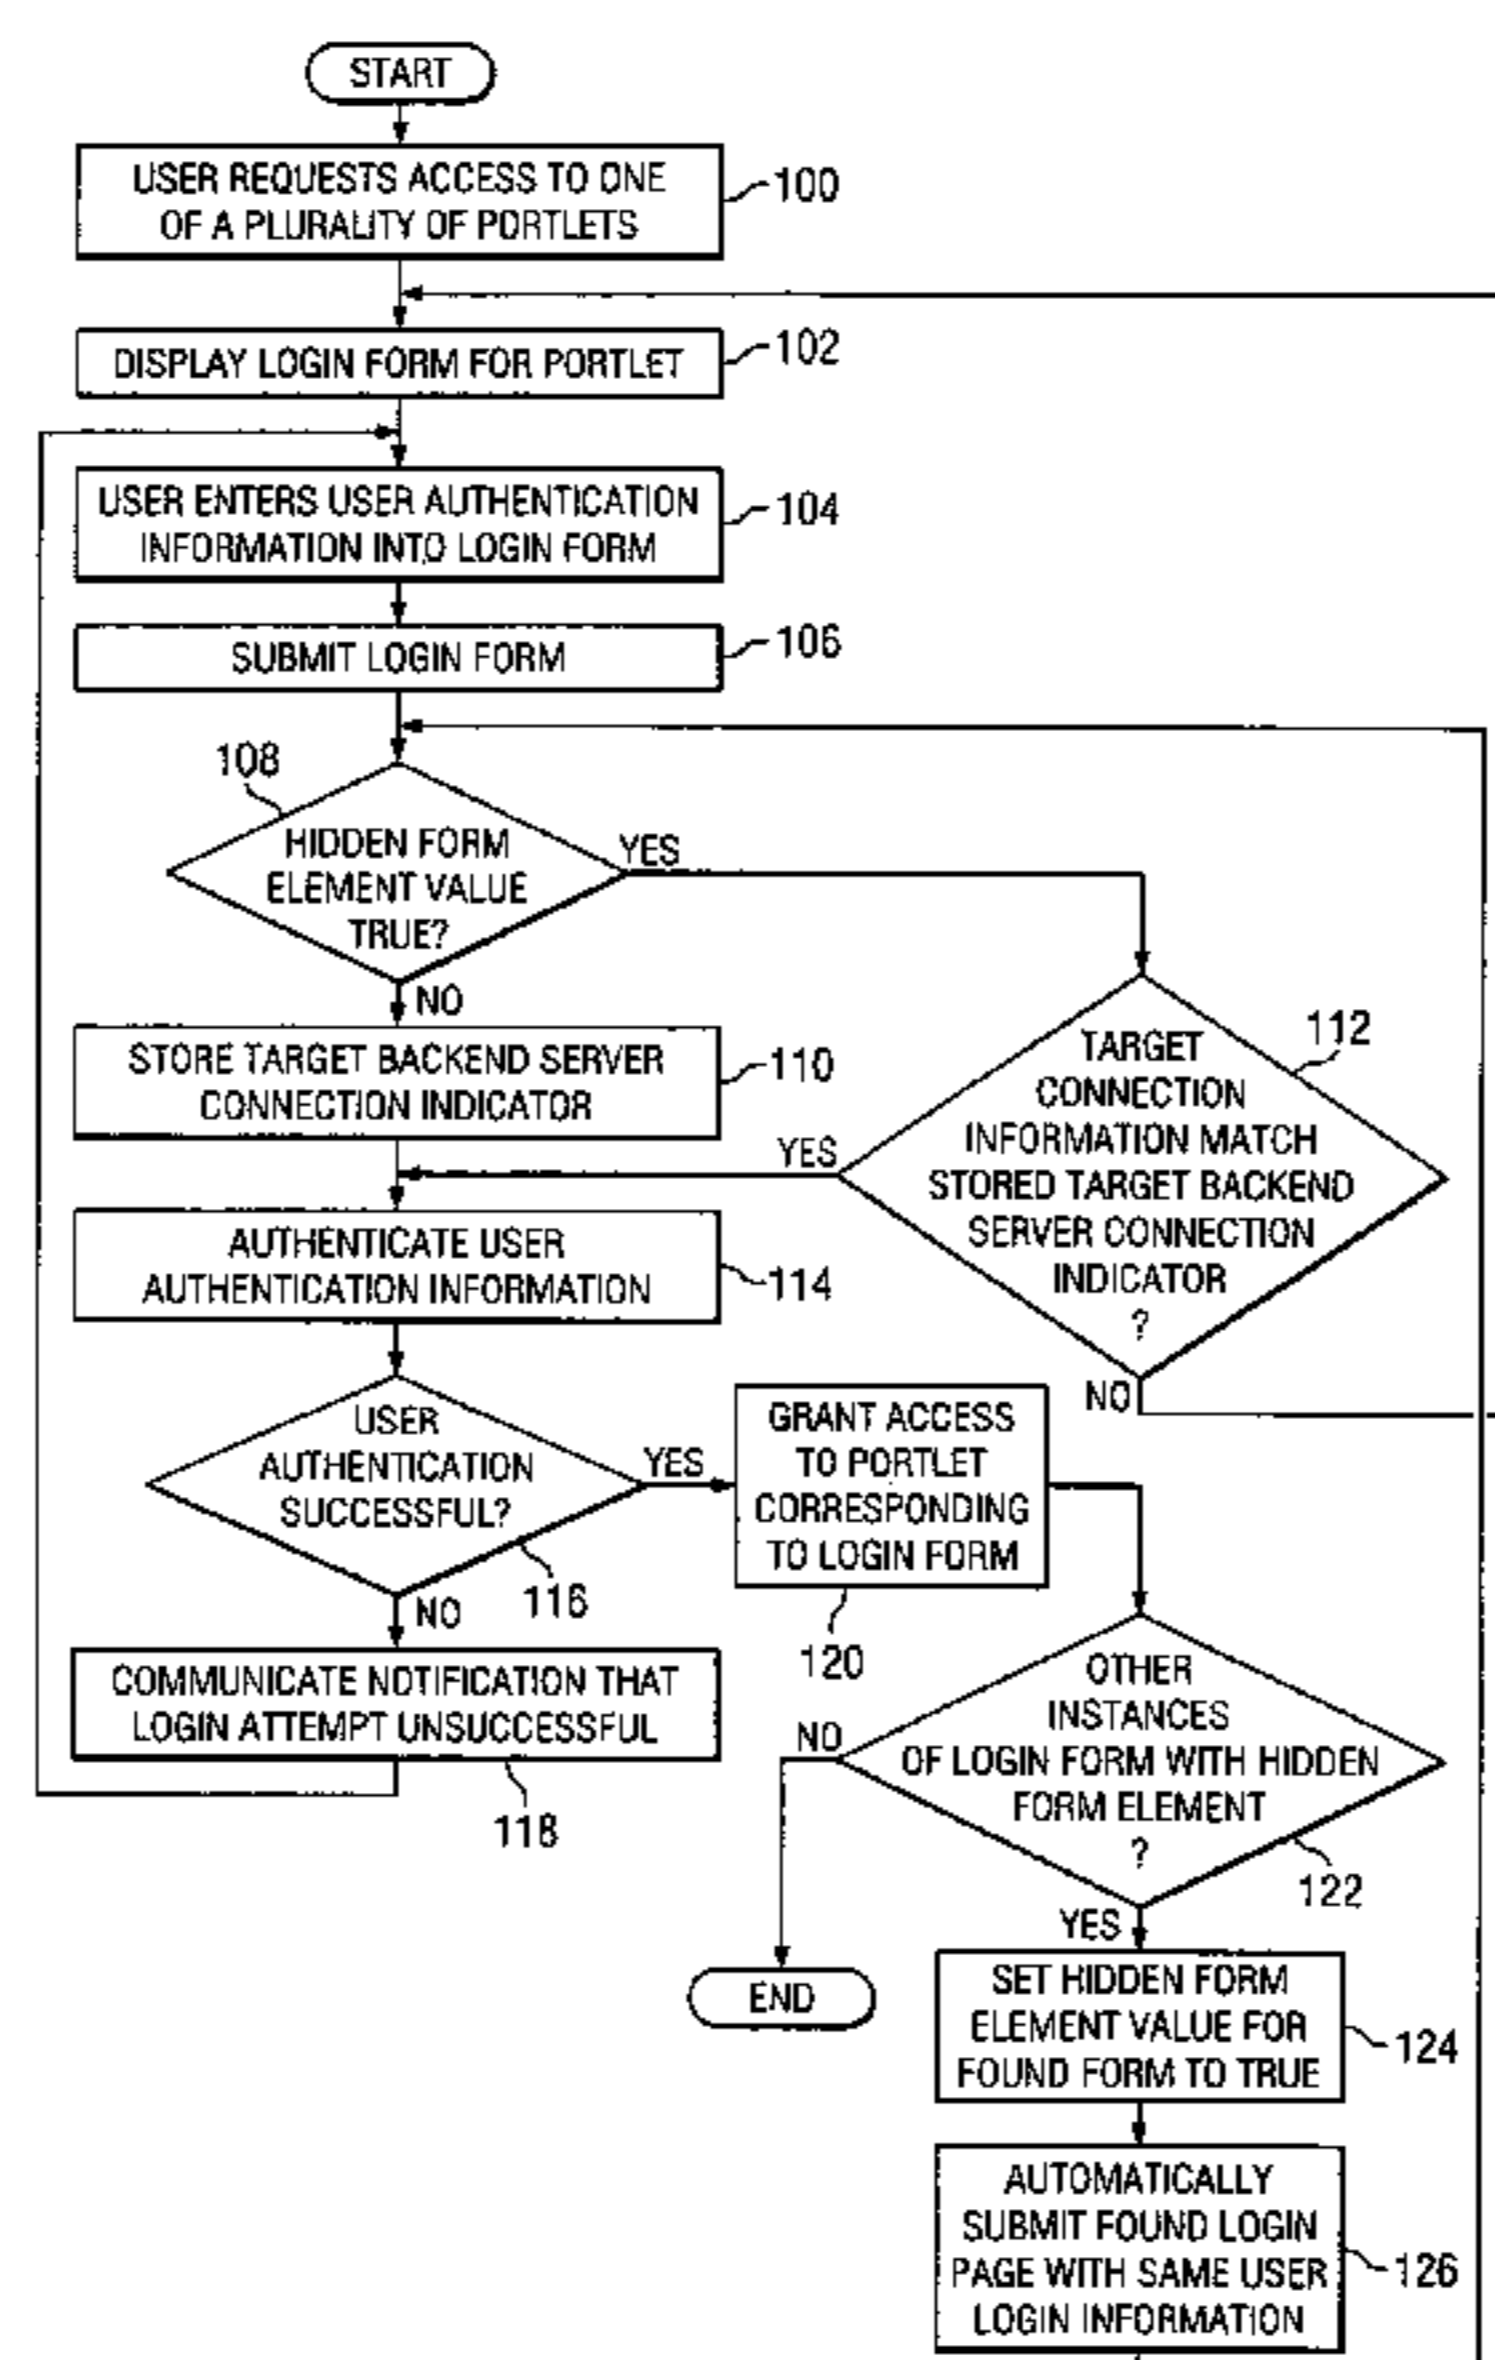 START
USER REQUESTS ACCESS TO ONE
OF A PLURALITY OF PORTLETS
100
DISPLAY LOGIN FORM FOR PORTLET
102
USER ENTERS USER AUTHENTICATION
INFORMATION INTO LOGIN FORM
104
SUBMIT LOGIN FORM
106
108
HIDDEN FORM
ELEMENT VALUE
TRUE?
YES
NO
STORE TARGET BACKEND SERVER
CONNECTION INDICATOR
110
112
TARGET
CONNECTION
INFORMATION MATCH
STORED TARGET BACKEND
SERVER CONNECTION
INDICATOR
?
YES
NO
AUTHENTICATE USER
AUTHENTICATION INFORMATION
114
USER
AUTHENTICATION
SUCCESSFUL?
116
YES
NO
GRANT ACCESS
TO PORTLET
CORRESPONDING
TO LOGIN FORM
120
COMMUNICATE NOTIFICATION THAT
LOGIN ATTEMPT UNSUCCESSFUL
118
OTHER
INSTANCES
OF LOGIN FORM WITH HIDDEN
FORM ELEMENT
?
122
NO
YES
END
SET HIDDEN FORM
ELEMENT VALUE FOR
FOUND FORM TO TRUE
124
AUTOMATICALLY
SUBMIT FOUND LOGIN
PAGE WITH SAME USER
LOGIN INFORMATION
126